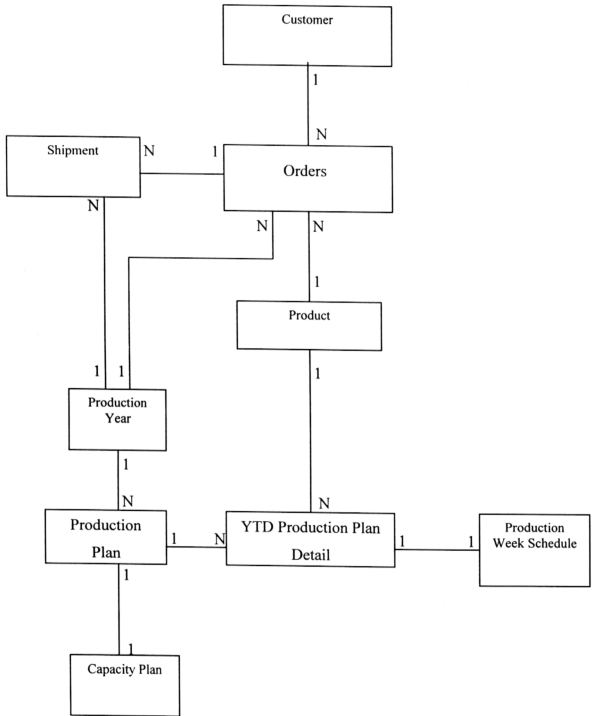 Customer
1
N
Shipment
N
1
Orders
N
N
N
1
Product
1
1
1
Production
Year
1
N
N
Production
Plan
1
N
YTD Production Plan
Detail
1
1
Production
Week Schedule
1
1
Capacity Plan